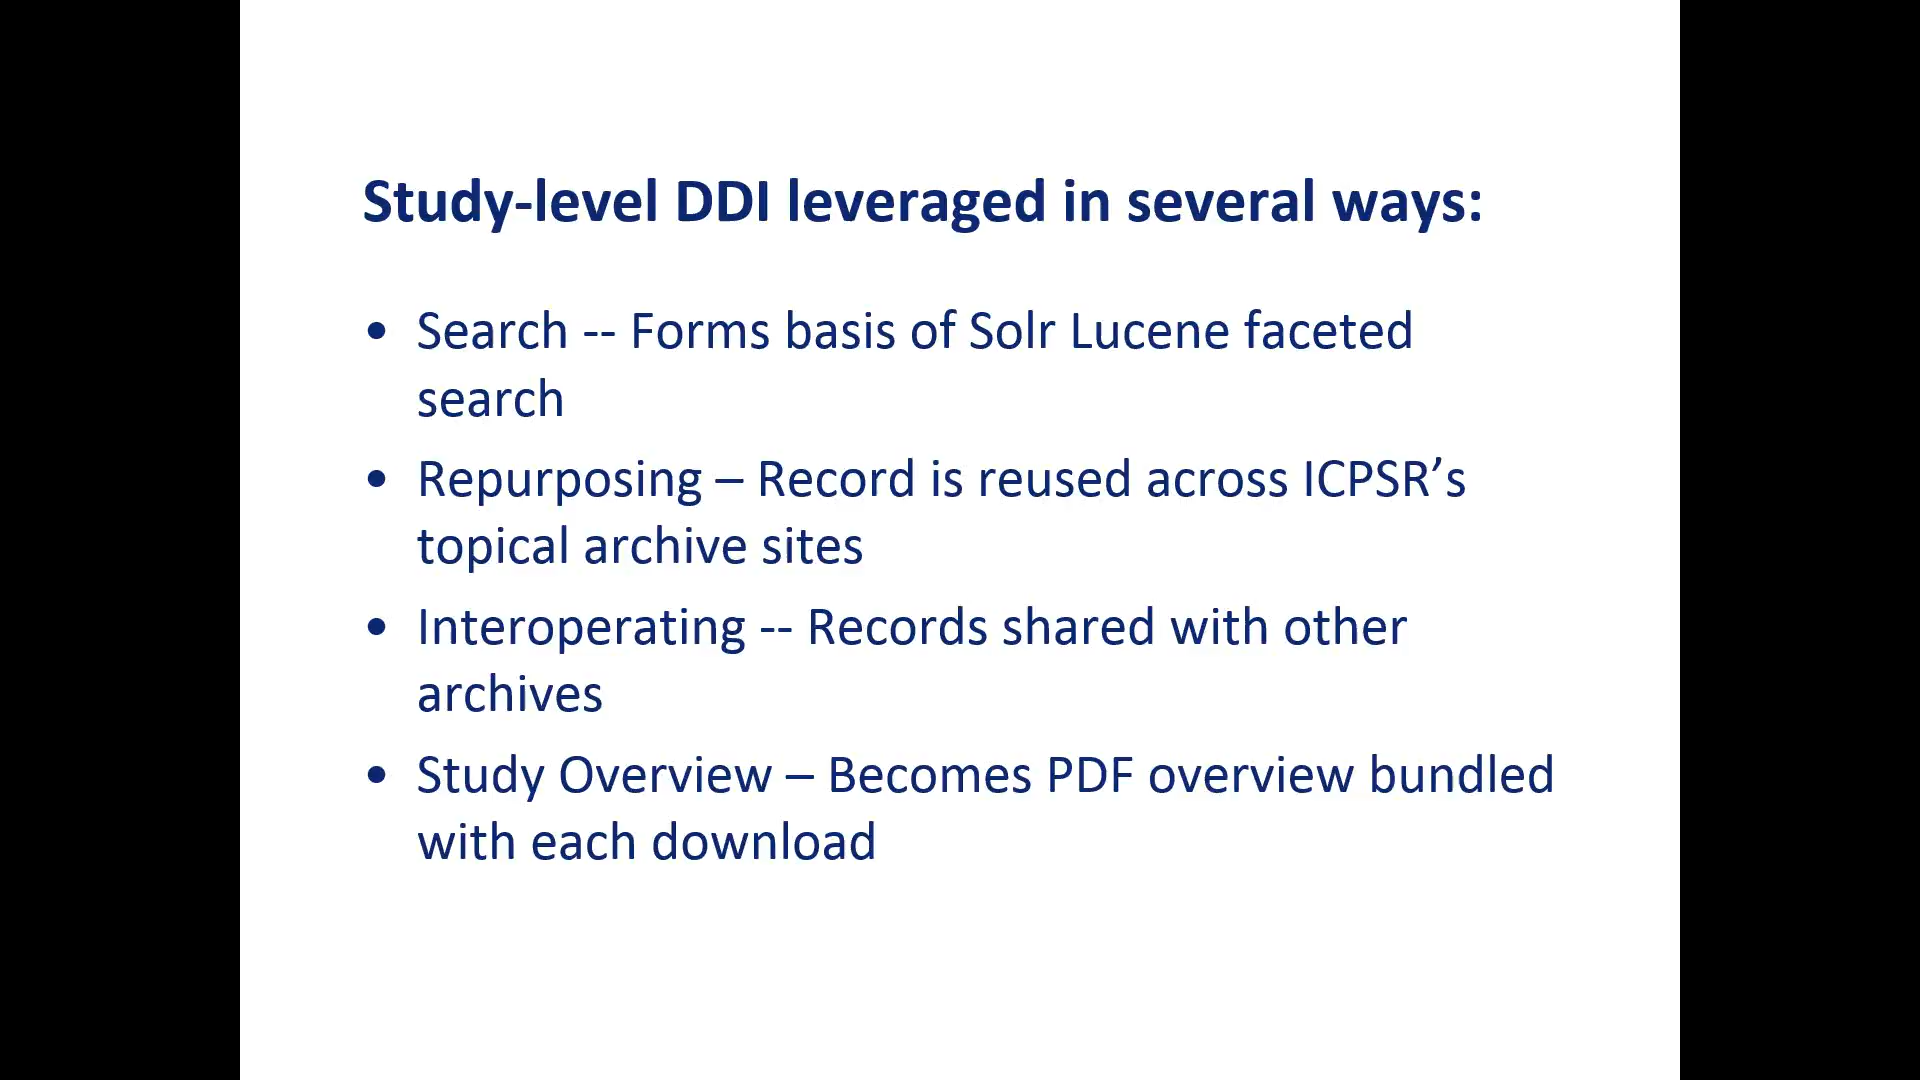 Study-level DDI leveraged in several ways:
• Search -- Forms basis of Solr Lucene faceted
search
• Repurposing – Record is reused across ICPSR’s
topical archive sites
• Interoperating -- Records shared with other
archives
• Study Overview – Becomes PDF overview bundled
with each download